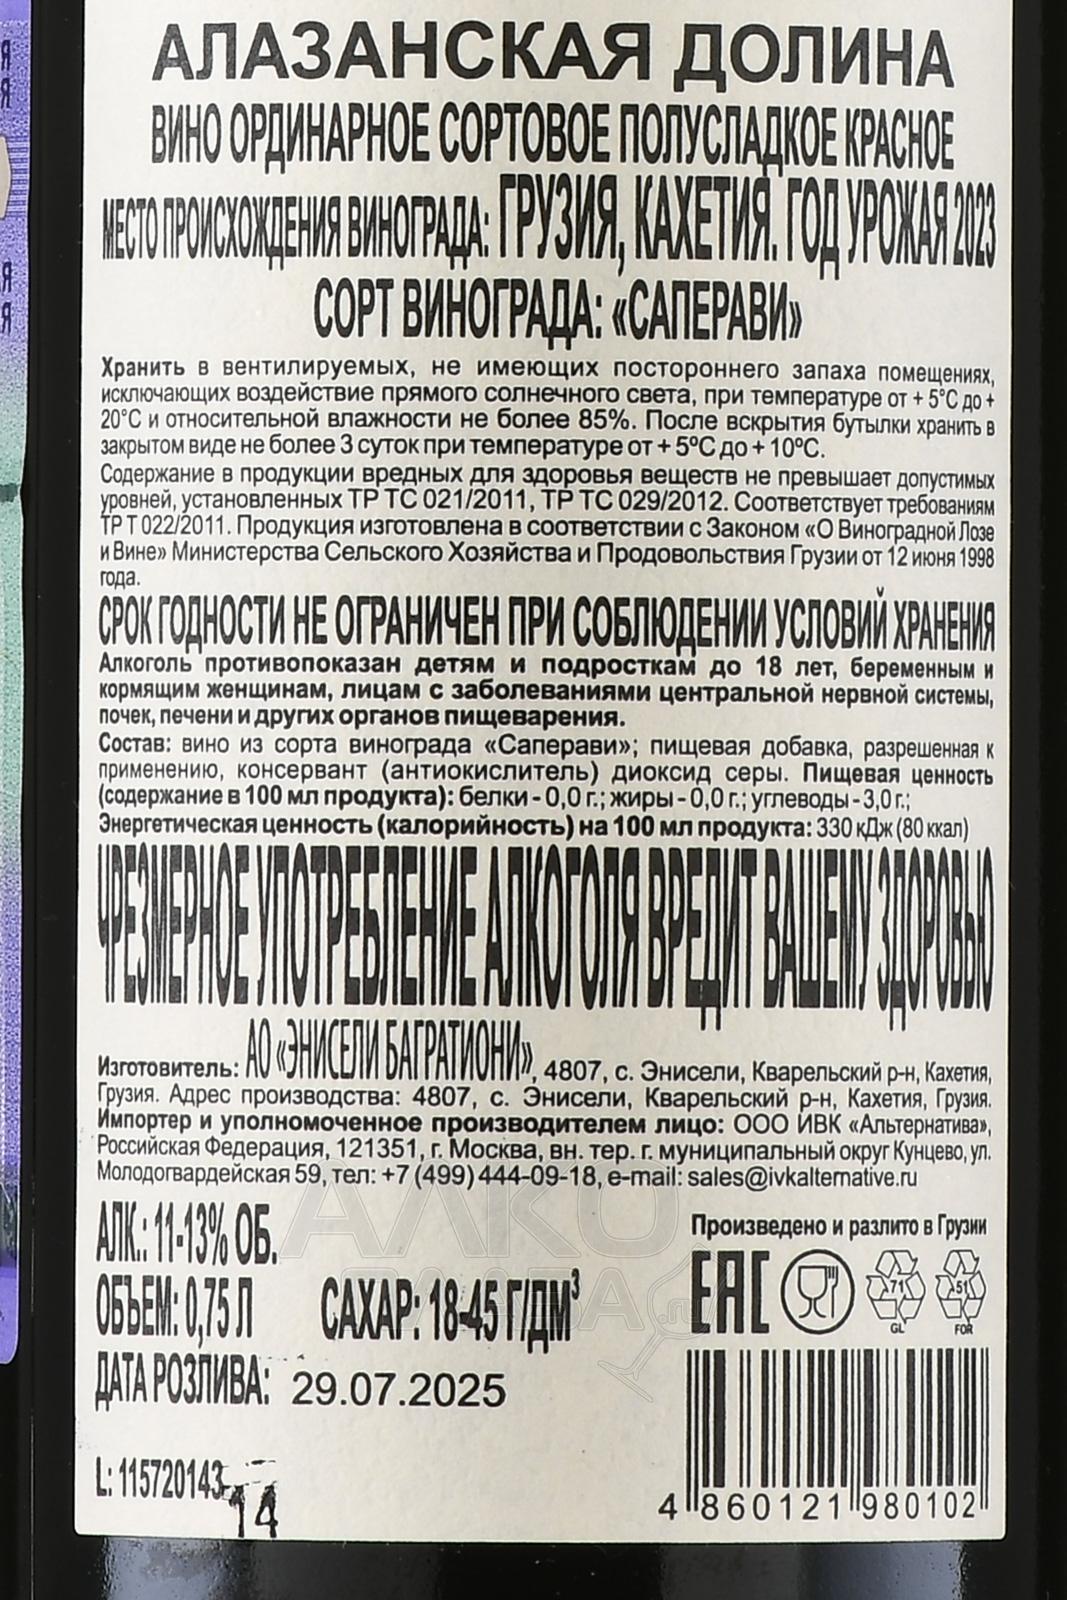 АЛАЗАНСКАЯ ДОЛИНА
ВИНО ОРДИНАРНОЕ СОРТОВОЕ ПОЛУСЛАДКОЕ КРАСНОЕ
МЕСТО ПРОИСХОЖДЕНИЯ ВИНОГРАДА: ГРУЗИЯ, КАХЕТИЯ. ГОД УРОЖАЯ 2023
СОРТ ВИНОГРАДА: «САПЕРАВИ»
Хранить в вентилируемых, не имеющих постороннего запаха помещениях,
исключающих воздействие прямого солнечного света, при температуре от + 5°С до +
20°С и относительной влажности не более 85%. После вскрытия бутылки хранить в
закрытом виде не более 3 суток при температуре от + 5ºС до + 10ºС.
Содержание в продукции вредных для здоровья веществ не превышает допустимых
уровней, установленных ТР ТС 021/2011, ТР ТС 029/2012. Соответствует требованиям
ТР Т 022/2011. Продукция изготовлена в соответствии с Законом «О Виноградной Лозе
и Вине» Министерства Сельского Хозяйства и Продовольствия Грузии от 12 июня 1998
года.
СРОК ГОДНОСТИ НЕ ОГРАНИЧЕН ПРИ СОБЛЮДЕНИИ УСЛОВИЙ ХРАНЕНИЯ
Алкоголь противопоказан детям и подросткам до 18 лет, беременным и
кормящим женщинам, лицам с заболеваниями центральной нервной системы,
почек, печени и других органов пищеварения.
Состав: вино из сорта винограда «Саперави»; пищевая добавка, разрешенная к
применению, консервант (антиокислитель) диоксид серы. Пищевая ценность
(содержание в 100 мл продукта): белки - 0,0 г.; жиры - 0,0 г.; углеводы - 3,0 г.;
Энергетическая ценность (калорийность) на 100 мл продукта: 330 кДж (80 ккал)
ЧРЕЗМЕРНОЕ УПОТРЕБЛЕНИЕ АЛКОГОЛЯ ВРЕДИТ ВАШЕМУ ЗДОРОВЬЮ
Изготовитель: АО «ЭНИСЕЛИ БАГРАТИОНИ», 4807, с. Энисели, Кварельский р-н, Кахетия,
Грузия. Адрес производства: 4807, с. Энисели, Кварельский р-н, Кахетия, Грузия.
Импортер и уполномоченное производителем лицо: ООО ИВК «Альтернатива»,
Российская Федерация, 121351, г. Москва, вн. тер. г. муниципальный округ Кунцево, ул.
Молодогвардейская 59, тел: +7 (499) 444-09-18, e-mail: sales@ivkalternative.ru
АЛК.: 11-13% ОБ.
ОБЪЕМ: 0,75 Л
САХАР: 18-45 Г/ДМ³
ДАТА РОЗЛИВА: 29.07.2025
L: 115720143
14
Произведено и разлито в Грузии
EAC
71
GL
51
FOR
4 860121 980102
АЛКО
ПЛАЗА.ru
Я
Я
Я
Я